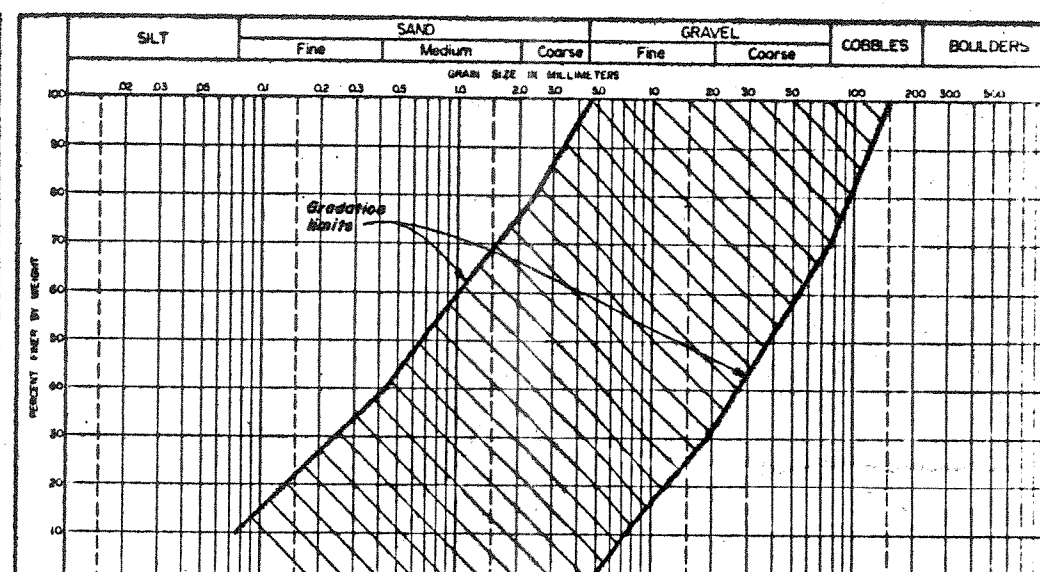 SILT SAND GRAVEL COBBLES BOULDERS
Fine Medium Coarse Fine Coarse
GRAIN SIZE IN MILLIMETERS
.02 .03 .05 0.1 0.2 0.3 0.5 1.0 2.0 3.0 5.0 10 20 30 50 100 200 300 500
100
90
80
Gradation
limits
70
60
PERCENT FINER BY WEIGHT
50
40
30
20
10